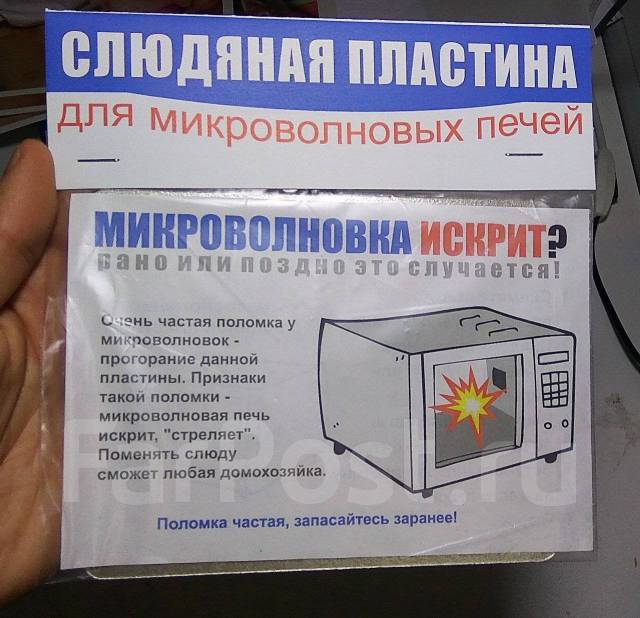 СЛЮДЯНАЯ ПЛАСТИНА
для микроволновых печей
МИКРОВОЛНОВКА ИСКРИТ?
рано или поздно это случается!
Очень частая поломка у
микроволновок -
прогорание данной
пластины. Признаки
такой поломки -
микроволновая печь
искрит, "стреляет".
Поменять слюду
сможет любая домохозяйка.
FarPost.ru
Поломка частая, запасайтесь заранее!